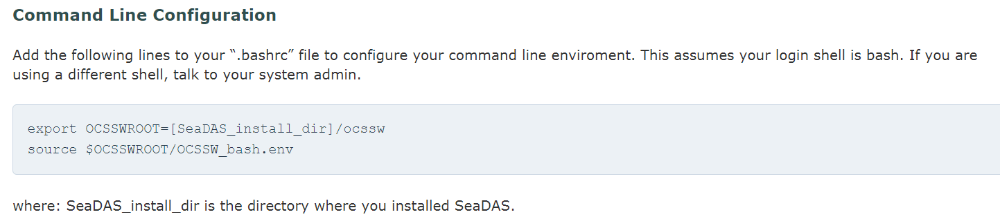 Command Line Configuration
Add the following lines to your “.bashrc” file to configure your command line enviroment. This assumes your login shell is bash. If you are
using a different shell, talk to your system admin.
export OCSSWROOT=[SeaDAS_install_dir]/ocssw
source $OCSSWROOT/OCSSW_bash.env
where: SeaDAS_install_dir is the directory where you installed SeaDAS.